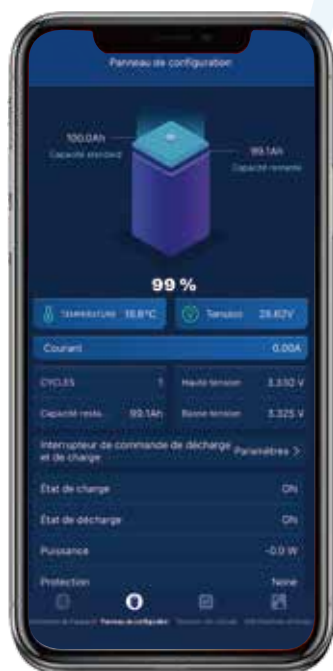 Panneau de configuration
100.0Ah
Capacité standard
99.1Ah
Capacité restante
99 %
TEMPERATURE 18.8°C
Tension 26.62V
Courant 0.00A
CYCLES 1
Haute tension 3.330 V
Capacité resta. 99.1Ah
Basse tension 3.325 V
Interrupteur de commande de décharge et de charge
Paramètres >
État de charge ON
État de décharge ON
Puissance -0.0 W
Protection None
Panneau de configuration